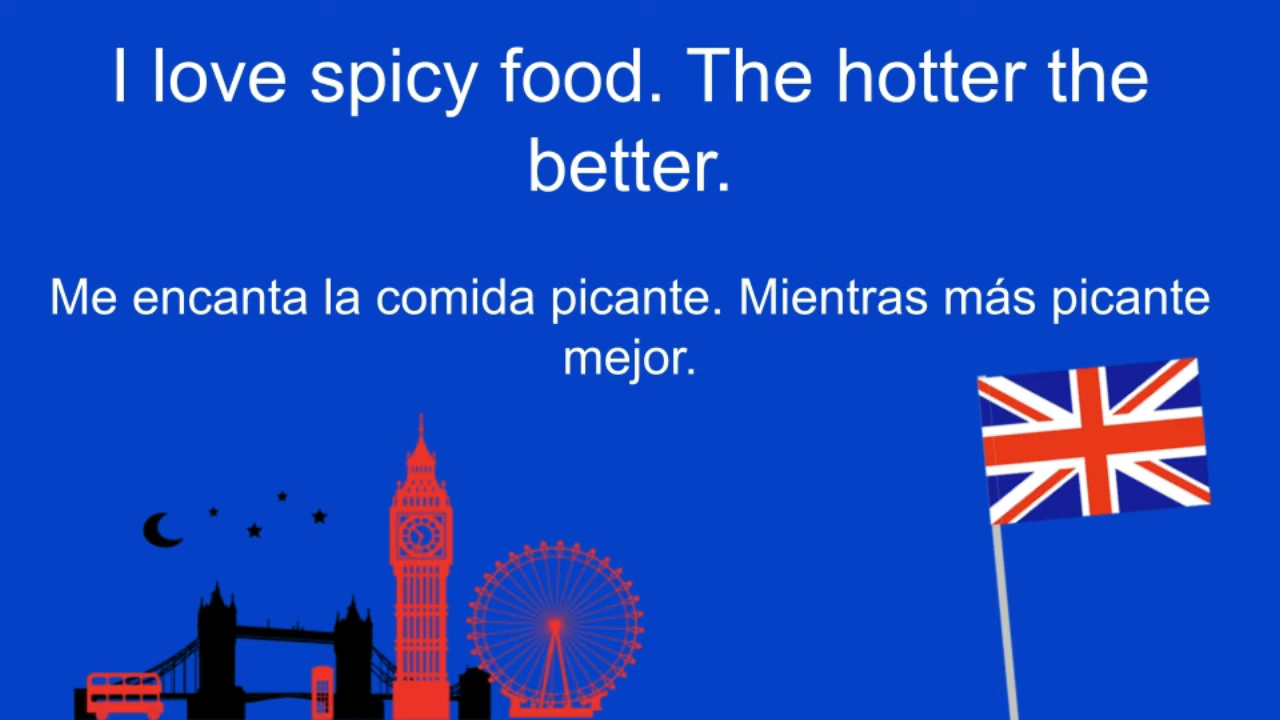 I love spicy food. The hotter the
better.
Me encanta la comida picante. Mientras más picante
mejor.